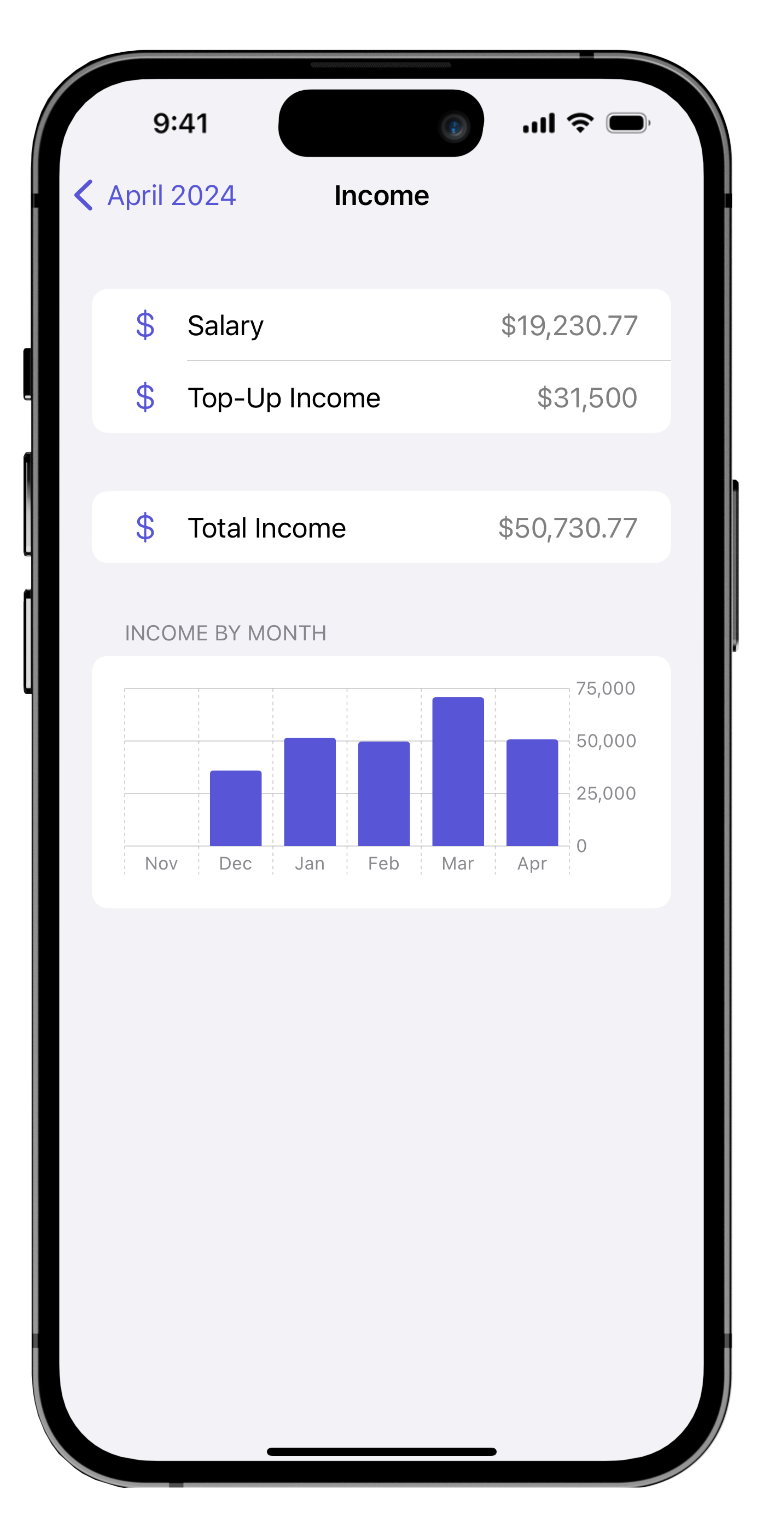 9:41
April 2024 Income
$ Salary $19,230.77
$ Top-Up Income $31,500
$ Total Income $50,730.77
INCOME BY MONTH
75,000
50,000
25,000
0
Nov Dec Jan Feb Mar Apr